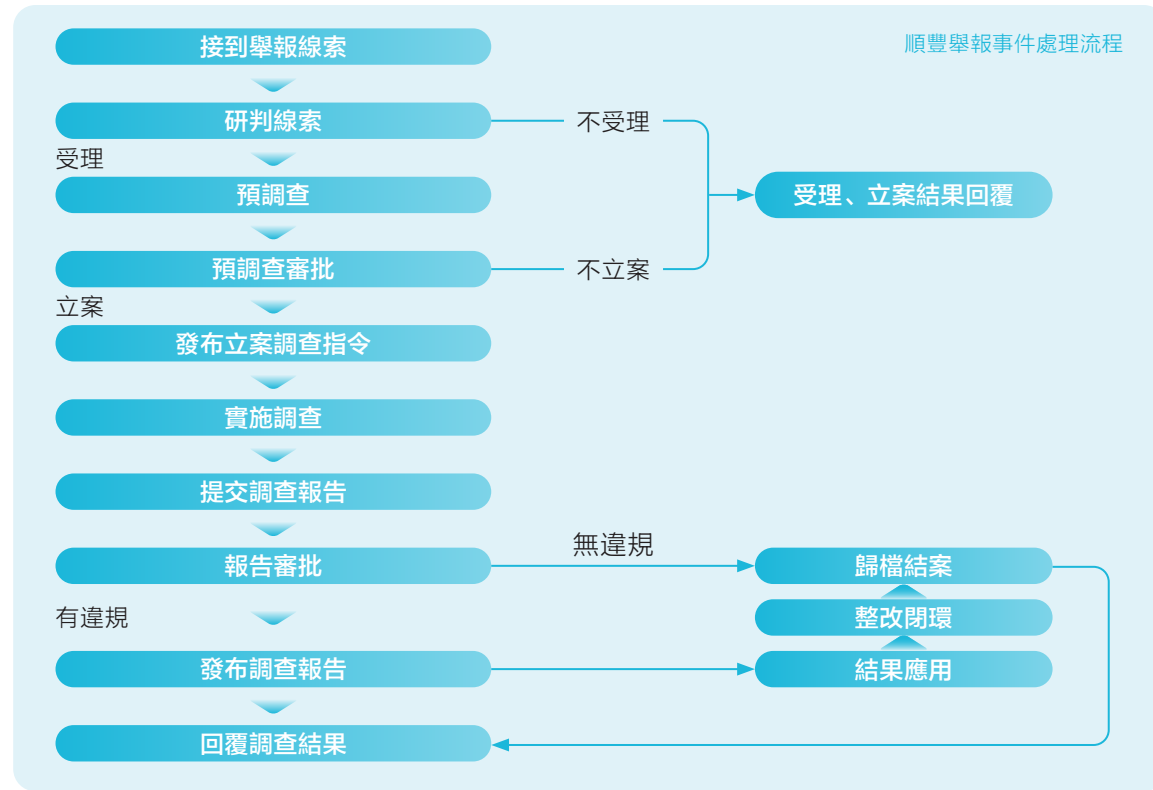 順豐舉報事件處理流程
接到舉報線索
研判線索
不受理
受理
預調查
受理、立案結果回覆
預調查審批
不立案
立案
發布立案調查指令
實施調查
提交調查報告
報告審批
無違規
歸檔結案
有違規
整改閉環
發布調查報告
結果應用
回覆調查結果